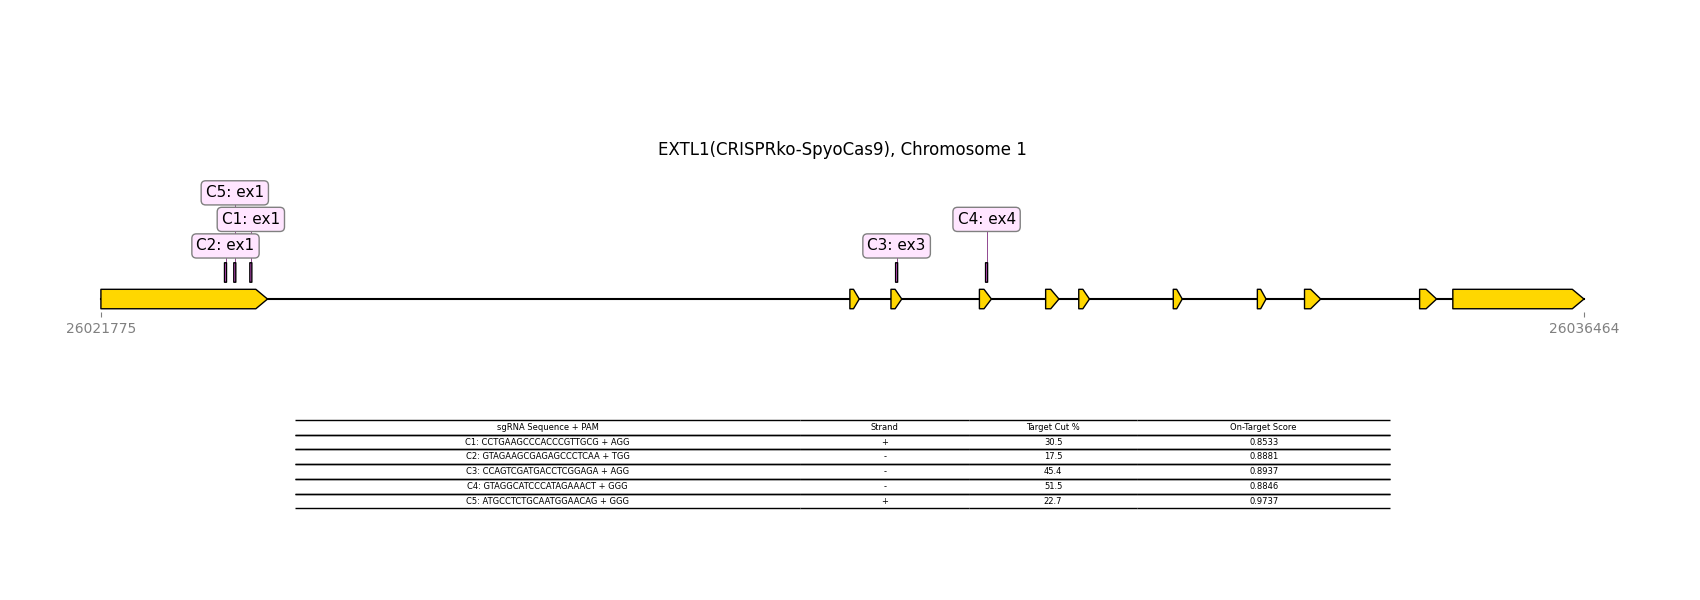 EXTL1(CRISPRko-SpyoCas9), Chromosome 1
C5: ex1
C1: ex1
C4: ex4
C2: ex1
C3: ex3
26021775
26036464
sgRNA Sequence + PAM Strand Target Cut % On-Target Score
C1: CCTGAAGCCCACCCGTTGCG + AGG + 30.5 0.8533
C2: GTAGAAGCGAGAGCCCTCAA + TGG - 17.5 0.8881
C3: CCAGTCGATGACCTCGGAGA + AGG - 45.4 0.8937
C4: GTAGGCATCCCATAGAAACT + GGG - 51.5 0.8846
C5: ATGCCTCTGCAATGGAACAG + GGG + 22.7 0.9737